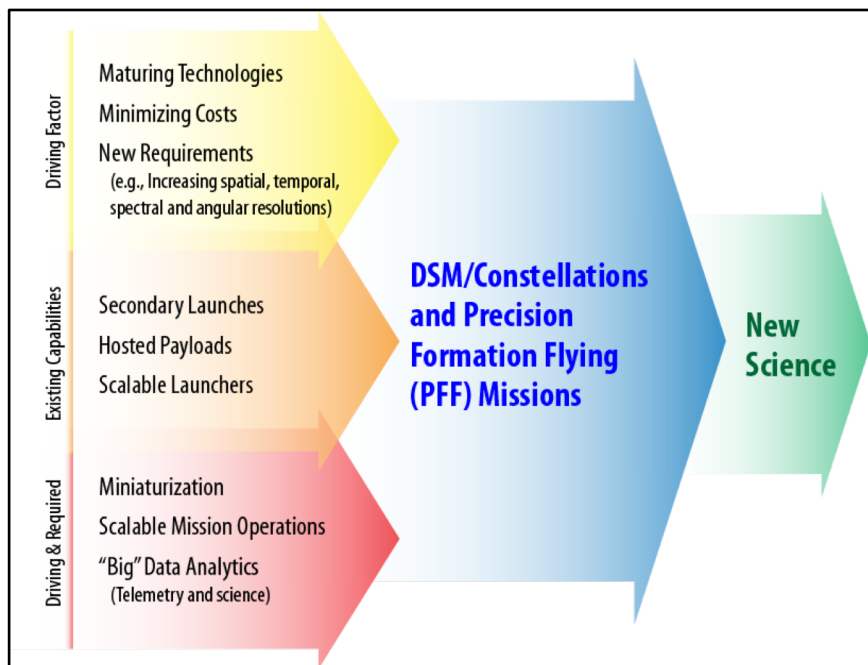 Driving Factor
Maturing Technologies
Minimizing Costs
New Requirements
(e.g., Increasing spatial, temporal,
spectral and angular resolutions)
Existing Capabilities
Secondary Launches
Hosted Payloads
Scalable Launchers
Driving & Required
Miniaturization
Scalable Mission Operations
“Big” Data Analytics
(Telemetry and science)
DSM/Constellations
and Precision
Formation Flying
(PFF) Missions
New
Science